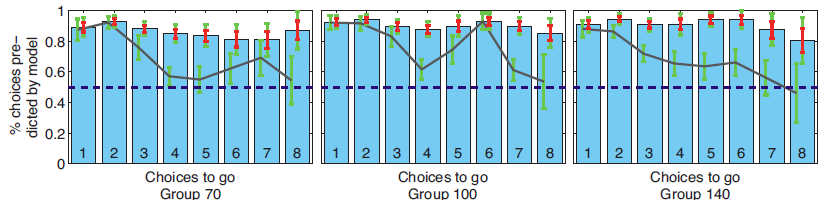 % choices pre–
dicted by model
1
0.8
0.6
0.4
0.2
0
1 2 3 4 5 6 7 8
Choices to go
Group 70
1 2 3 4 5 6 7 8
Choices to go
Group 100
1 2 3 4 5 6 7 8
Choices to go
Group 140